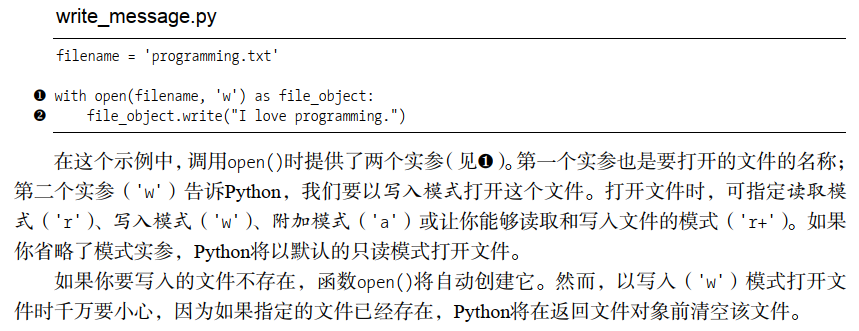 write_message.py
filename = 'programming.txt'
❶ with open(filename, 'w') as file_object:
❷     file_object.write("I love programming.")
在这个示例中，调用open()时提供了两个实参（见❶）。第一个实参也是要打开的文件的名称；
第二个实参（'w'）告诉Python，我们要以写入模式打开这个文件。打开文件时，可指定读取模
式（'r'）、写入模式（'w'）、附加模式（'a'）或让你能够读取和写入文件的模式（'r+'）。如果
你省略了模式实参，Python将以默认的只读模式打开文件。
如果你要写入的文件不存在，函数open()将自动创建它。然而，以写入（'w'）模式打开文
件时千万要小心，因为如果指定的文件已经存在，Python将在返回文件对象前清空该文件。